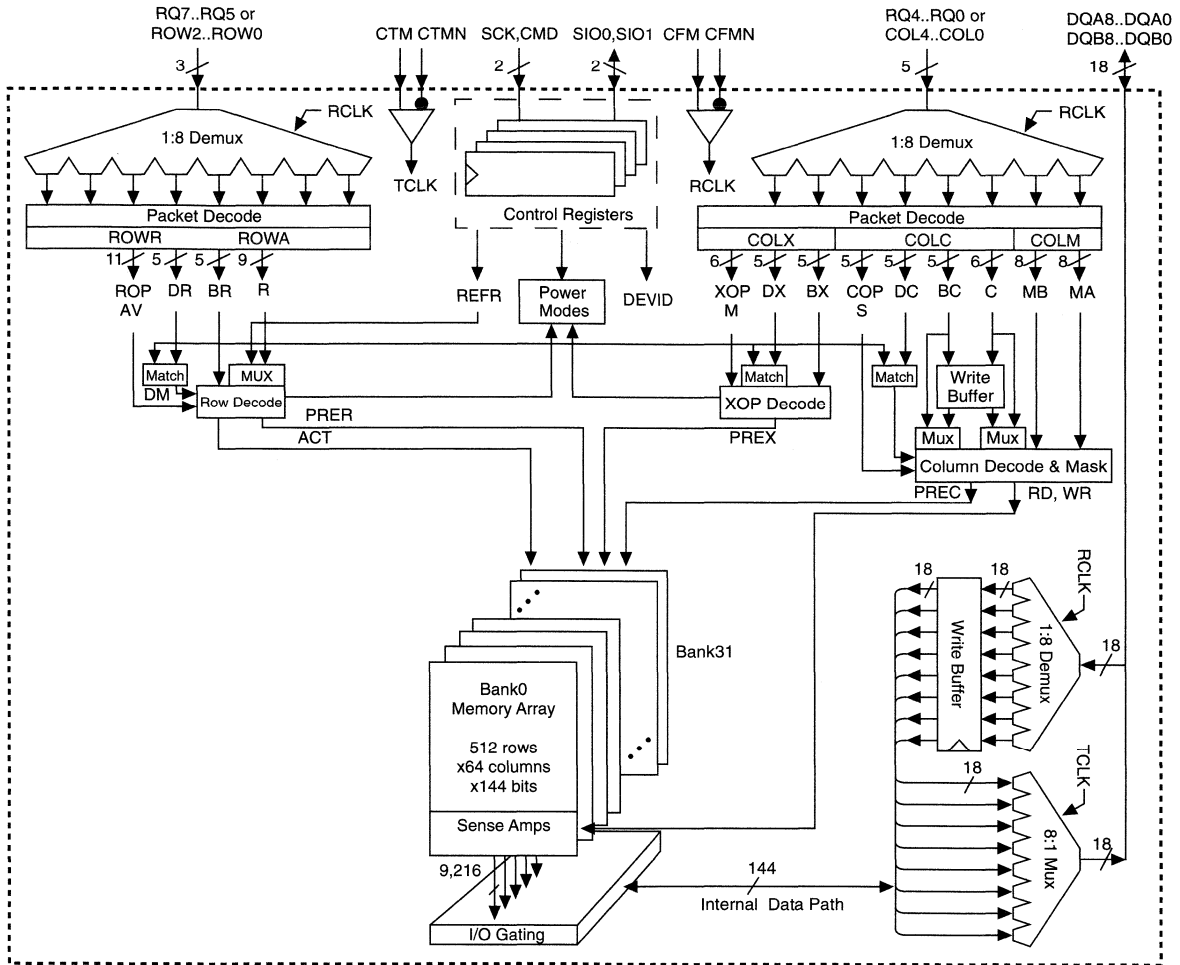 RQ7..RQ5 or
ROW2..ROW0
CTM CTMN
SCK,CMD
SIO0,SIO1
CFM CFMN
RQ4..RQ0 or
COL4..COL0
DQA8..DQA0
DQB8..DQB0
3
2
2
5
18
RCLK
1:8 Demux
TCLK
RCLK
RCLK
1:8 Demux
Control Registers
Packet Decode
ROWR
ROWA
Packet Decode
COLX
COLC
COLM
11
5
5
9
6
5
5
5
5
5
6
8
8
ROP
AV
DR
BR
R
REFR
Power
Modes
DEVID
XOP
M
DX
BX
COP
S
DC
BC
C
MB
MA
Match
DM
MUX
Row Decode
Match
XOP Decode
Match
Write
Buffer
Mux
Mux
Column Decode & Mask
PRER
ACT
PREX
PREC
RD, WR
Bank31
Bank0
Memory Array
512 rows
x64 columns
x144 bits
Sense Amps
9,216
I/O Gating
144
Internal Data Path
18
18
RCLK
Write Buffer
1:8 Demux
18
18
TCLK
8:1 Mux
18